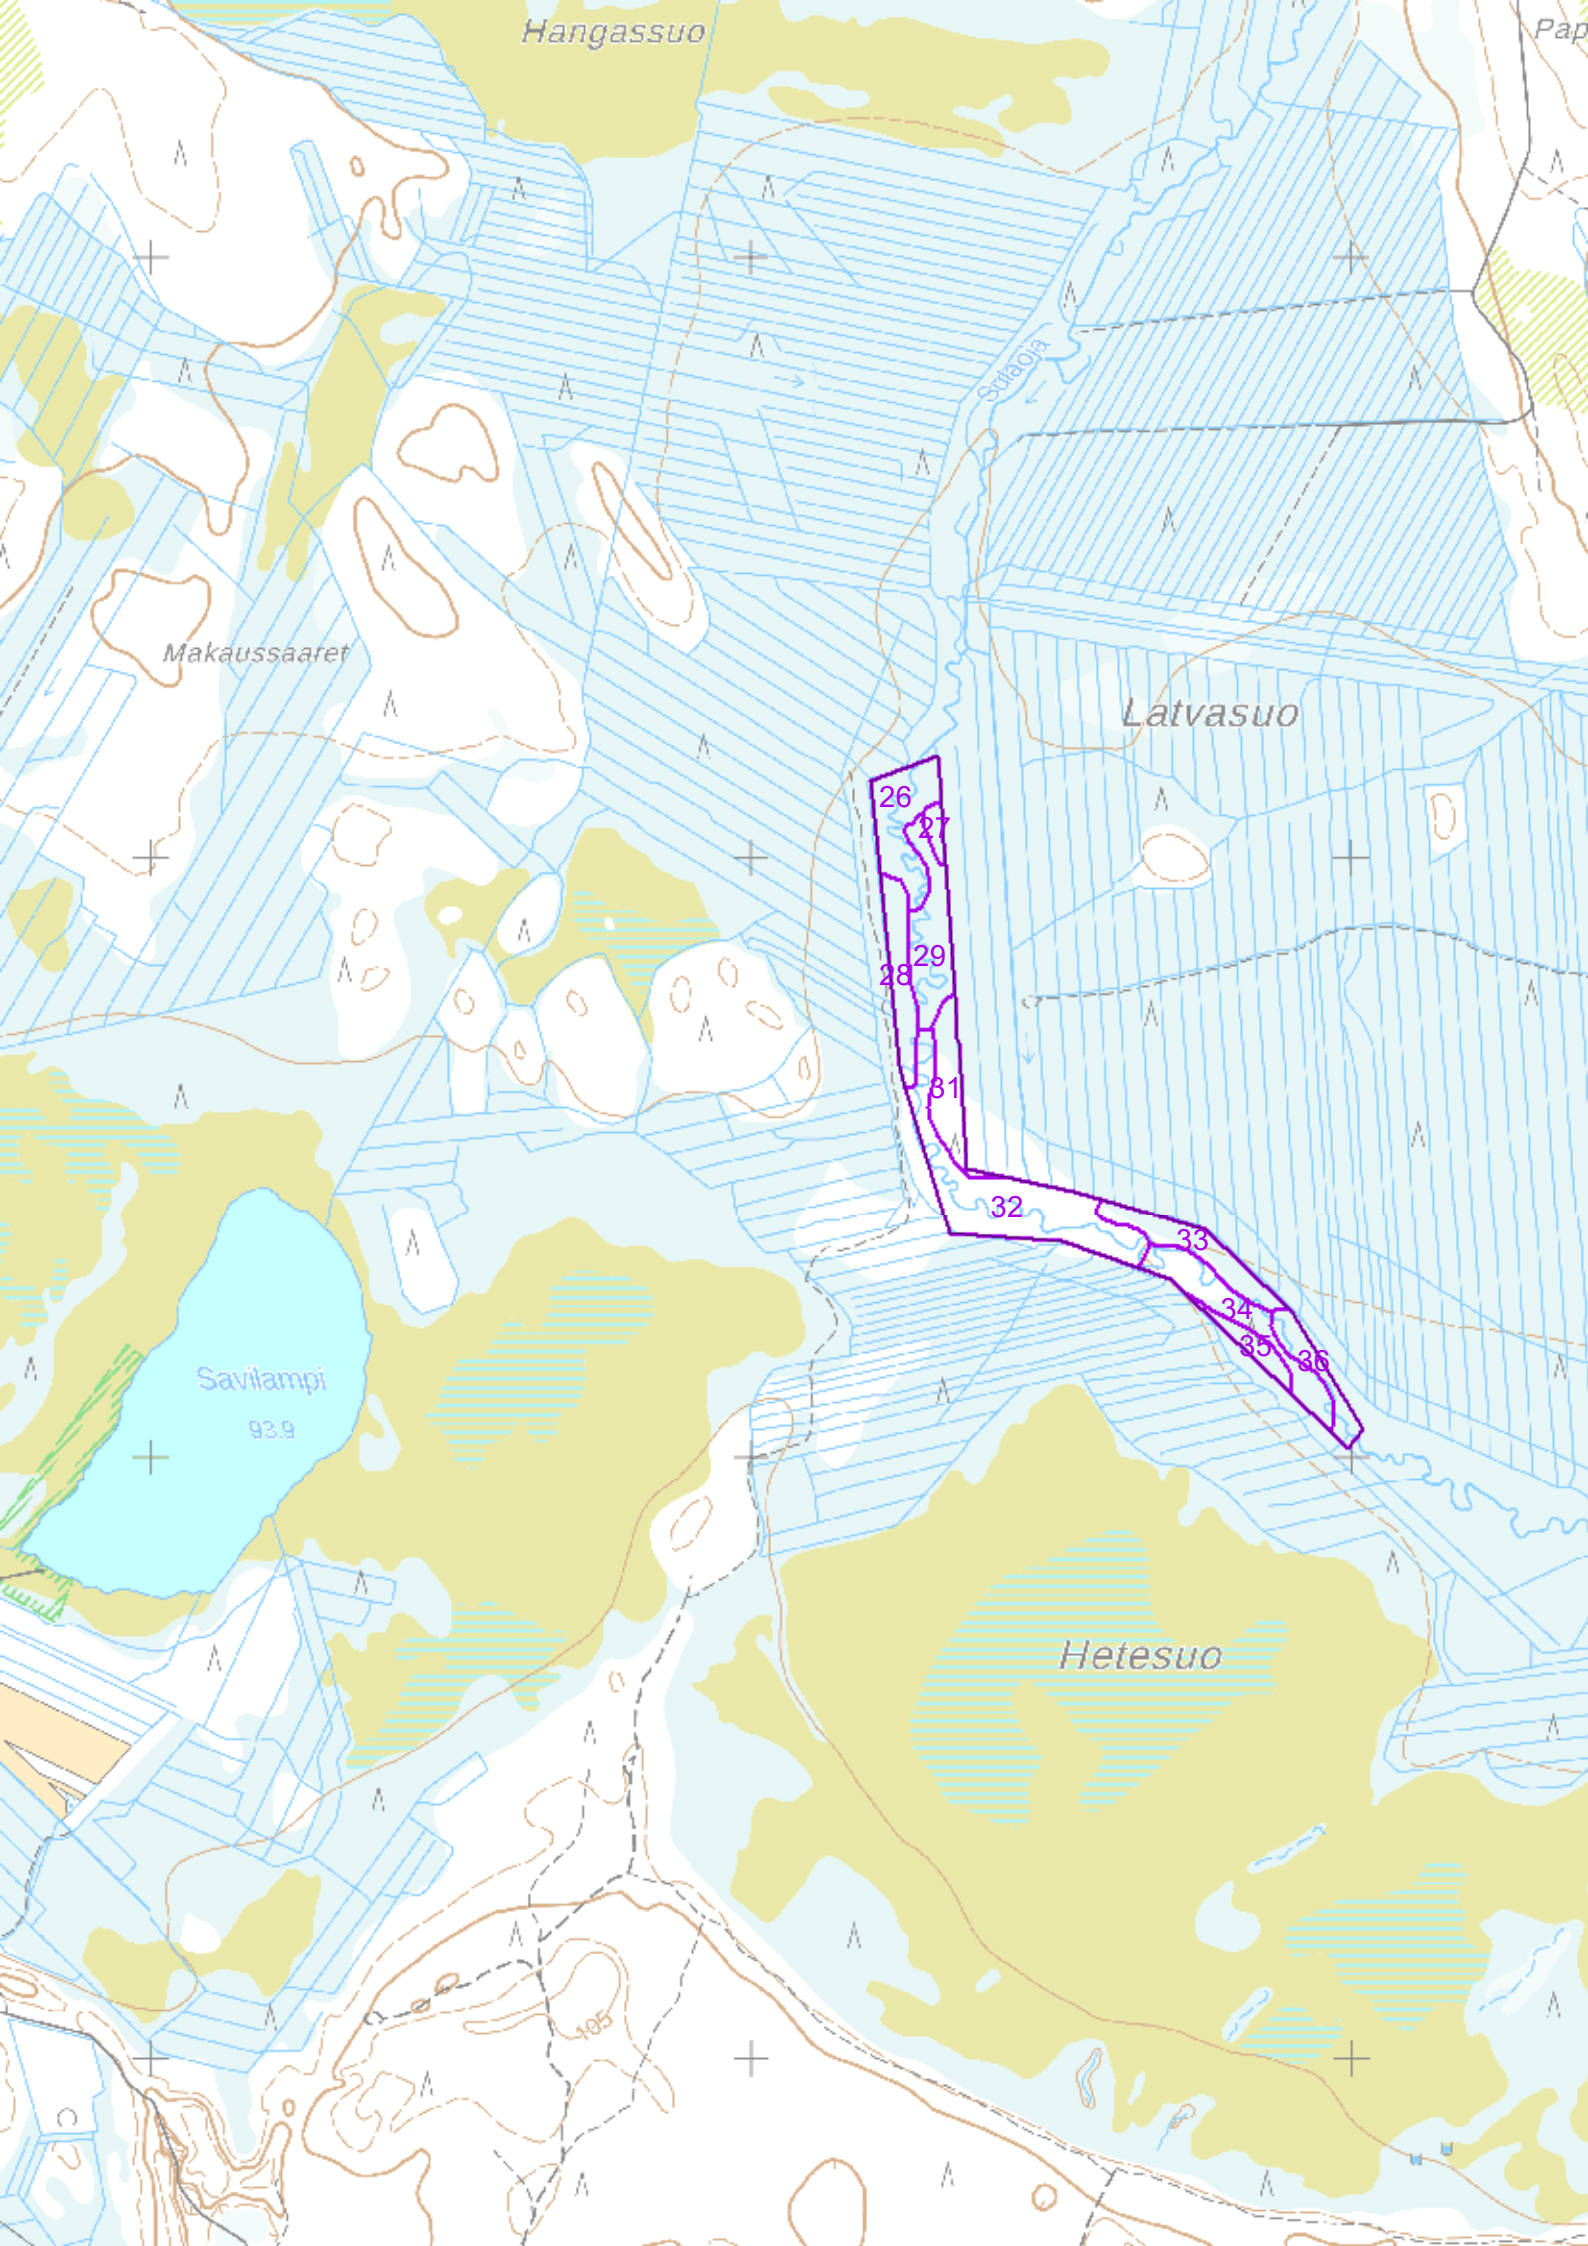 Hangassuo
Pap
Sulaoja
Makaussaaret
Latvasuo
26
27
29
28
31
32
33
34
35
36
Savilampi
93.9
Hetesuo
105